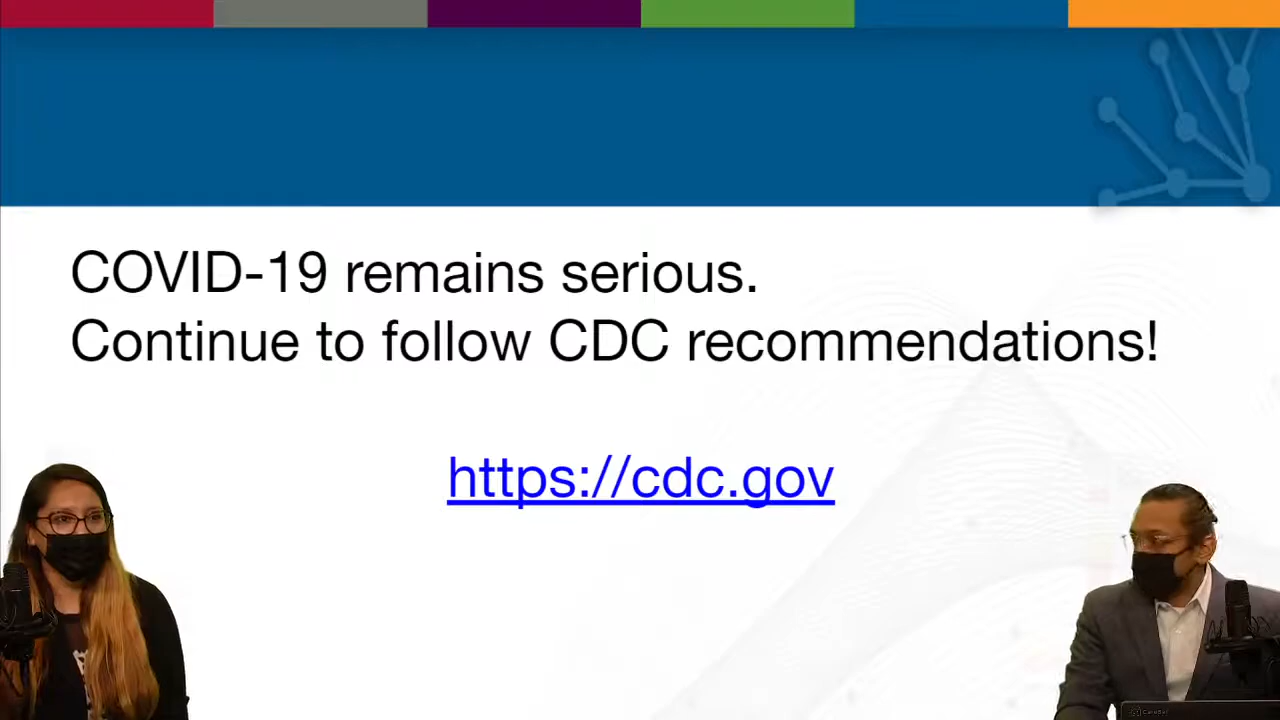 COVID-19 remains serious.
Continue to follow CDC recommendations!
https://cdc.gov